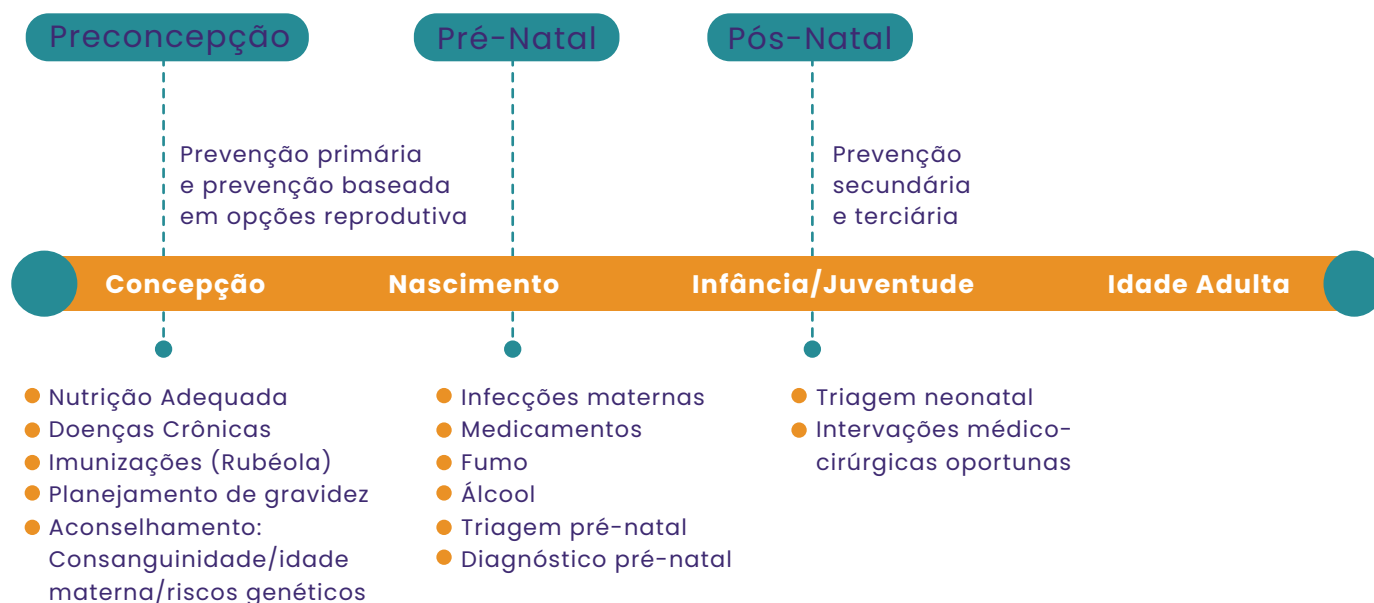 Preconcepção
Pré-Natal
Pós-Natal
Prevenção primária
e prevenção baseada
em opções reprodutiva
Prevenção
secundária
e terciária
Concepção
Nascimento
Infância/Juventude
Idade Adulta
Nutrição Adequada
Doenças Crônicas
Imunizações (Rubéola)
Planejamento de gravidez
Aconselhamento:
Consanguinidade/idade
materna/riscos genéticos
Infecções maternas
Medicamentos
Fumo
Álcool
Triagem pré-natal
Diagnóstico pré-natal
Triagem neonatal
Intervações médico-
cirúrgicas oportunas